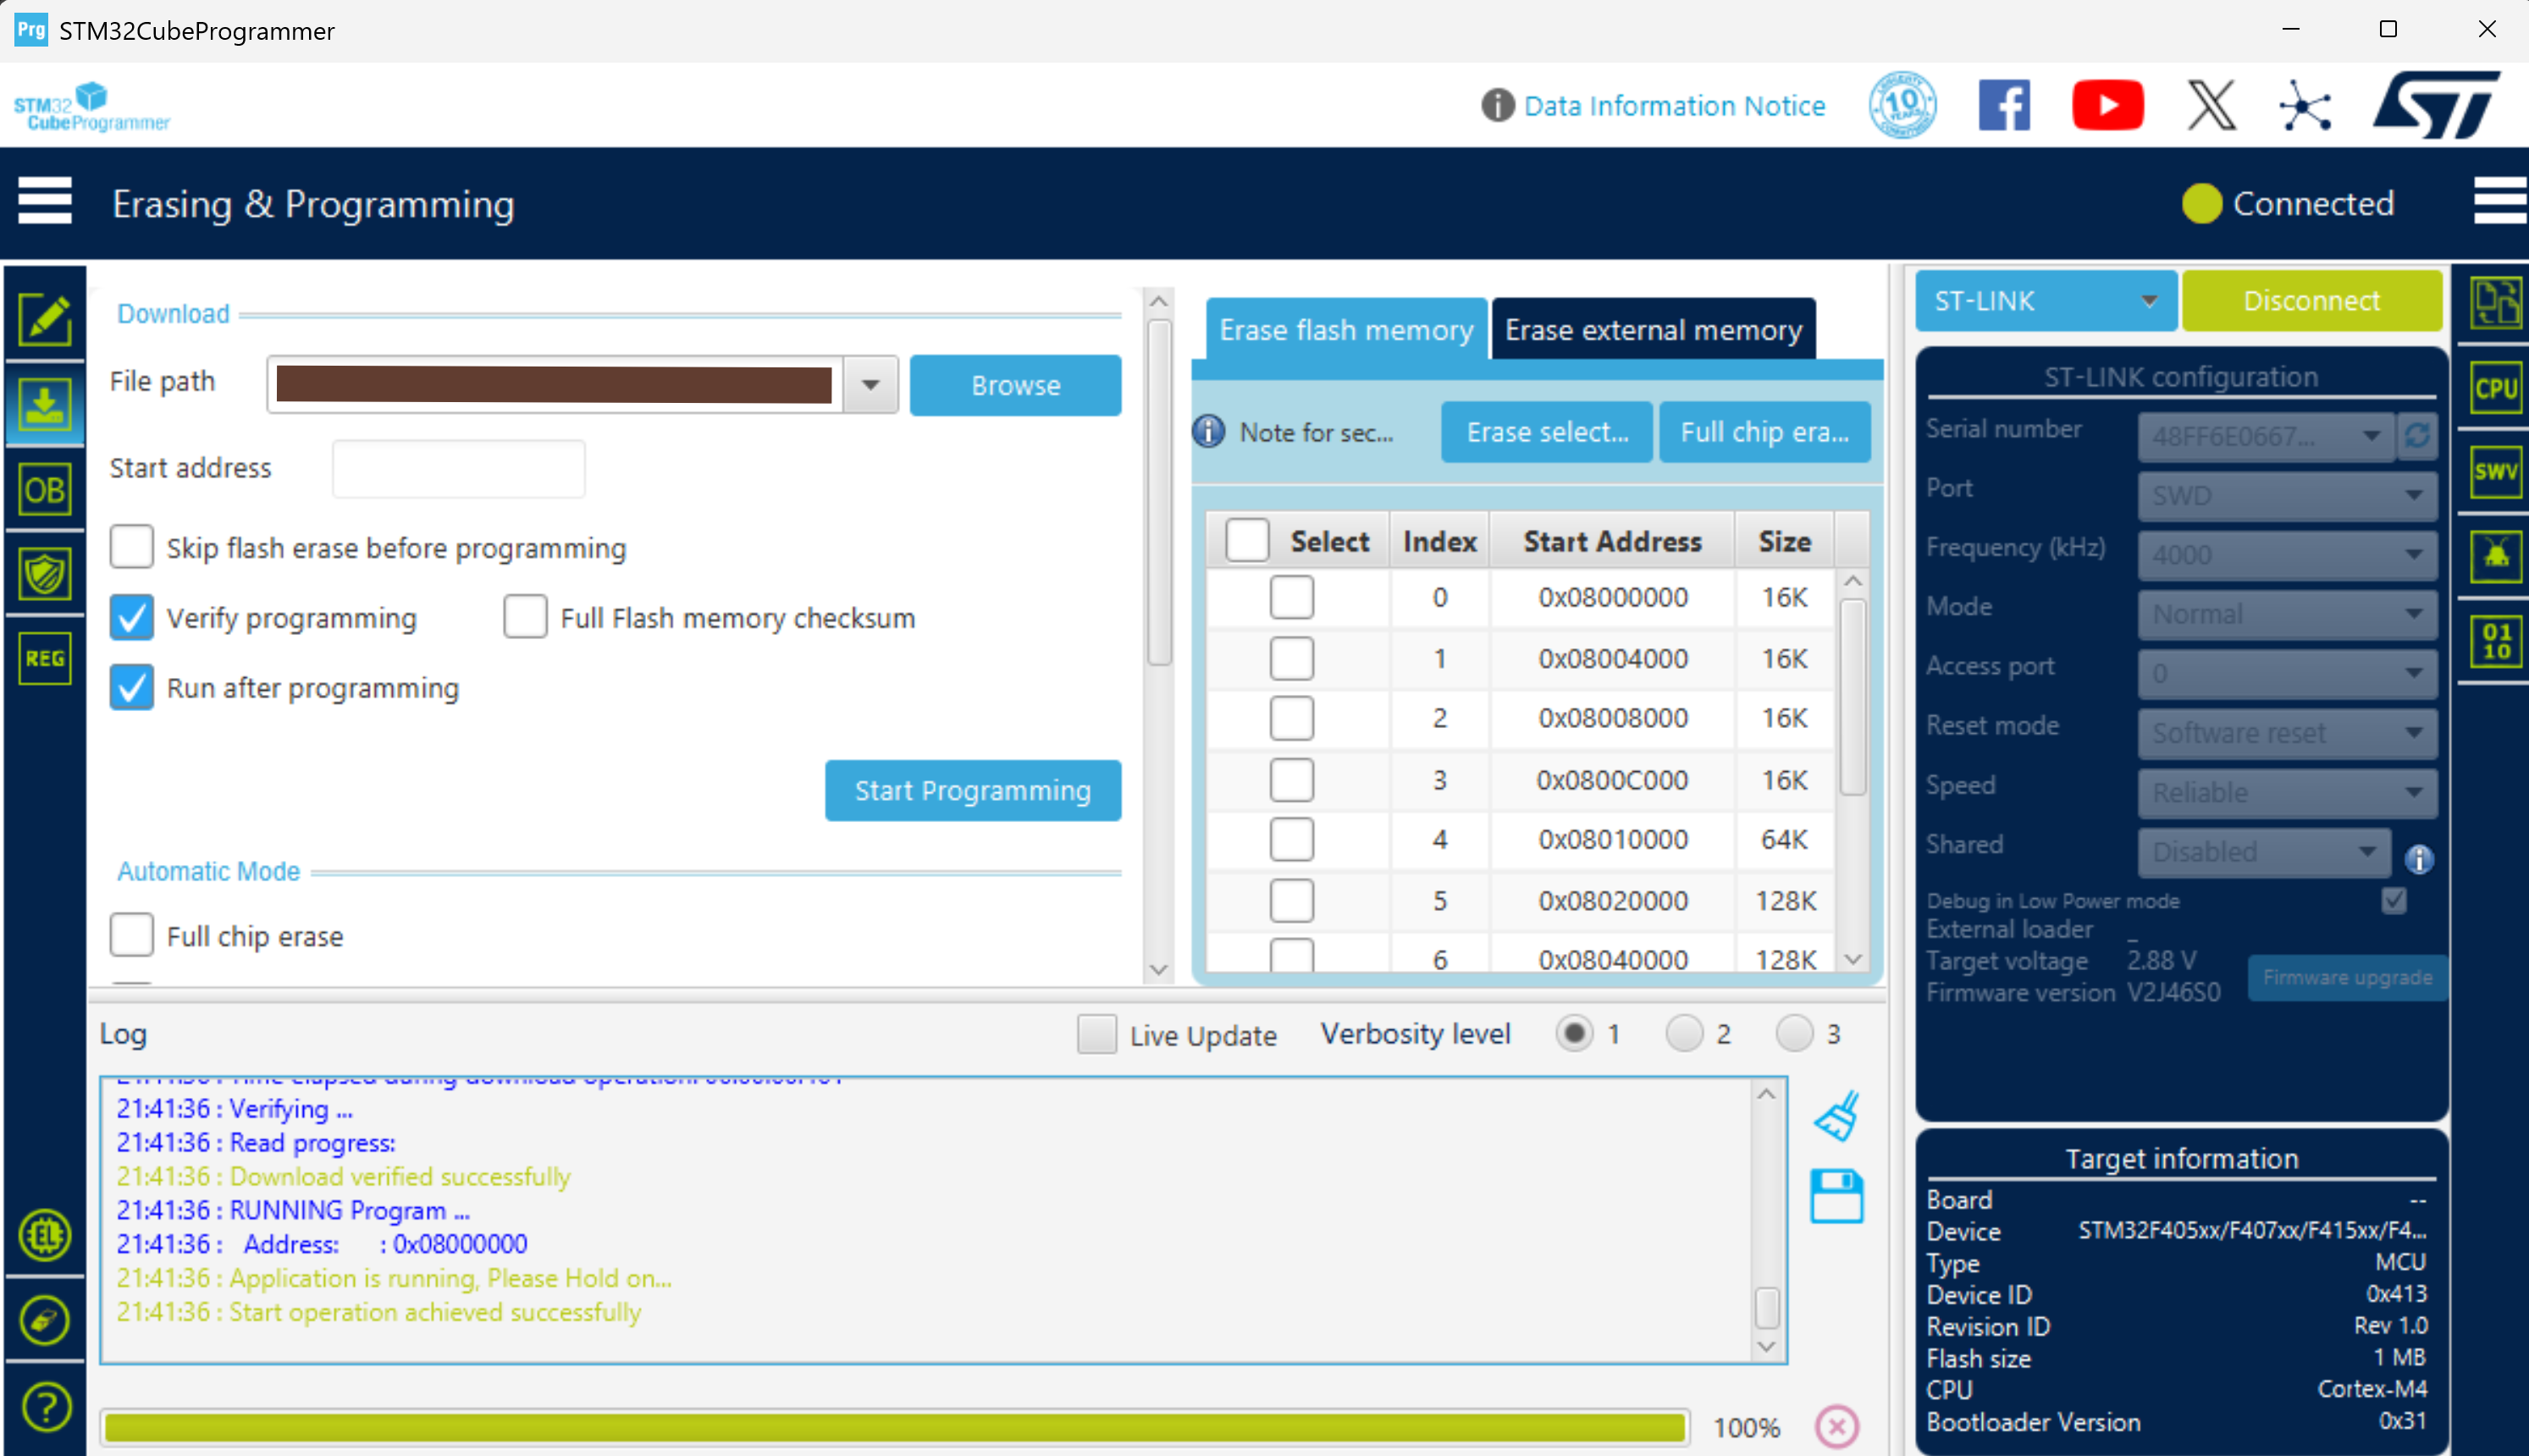 Prg STM32CubeProgrammer
STM32
CubeProgrammer
Data Information Notice
10 YEARS
Erasing & Programming
Connected
Download
File path
Browse
Start address
Skip flash erase before programming
Verify programming
Full Flash memory checksum
Run after programming
Start Programming
Automatic Mode
Full chip erase
OB
REG
EL
?
Erase flash memory
Erase external memory
Note for sec...
Erase select...
Full chip era...
Select Index Start Address Size
0 0x08000000 16K
1 0x08004000 16K
2 0x08008000 16K
3 0x0800C000 16K
4 0x08010000 64K
5 0x08020000 128K
6 0x08040000 128K
Log
Live Update
Verbosity level
1
2
3
21:41:36 : Verifying ...
21:41:36 : Read progress:
21:41:36 : Download verified successfully
21:41:36 : RUNNING Program ...
21:41:36 : Address: : 0x08000000
21:41:36 : Application is running, Please Hold on...
21:41:36 : Start operation achieved successfully
100%
ST-LINK
Disconnect
ST-LINK configuration
Serial number 48FF6E0667...
Port SWD
Frequency (kHz) 4000
Mode Normal
Access port 0
Reset mode Software reset
Speed Reliable
Shared Disabled
Debug in Low Power mode
External loader _
Target voltage 2.88 V
Firmware version V2J46S0
Firmware upgrade
Target information
Board --
Device STM32F405xx/F407xx/F415xx/F4...
Type MCU
Device ID 0x413
Revision ID Rev 1.0
Flash size 1 MB
CPU Cortex-M4
Bootloader Version 0x31
CPU
SWV
01
10